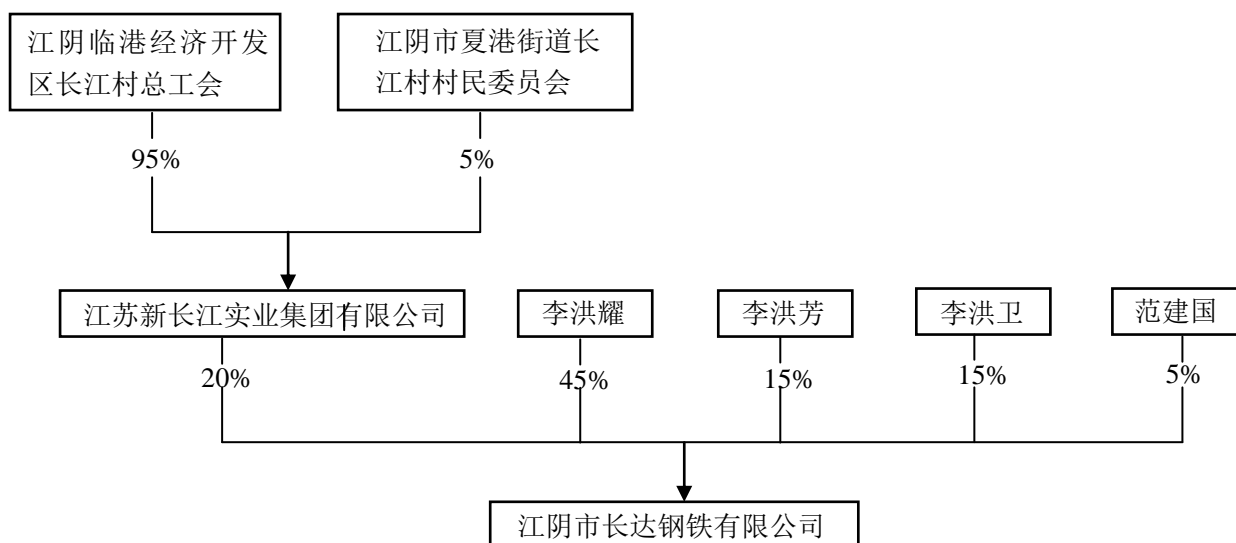 江阴临港经济开发
区长江村总工会
江阴市夏港街道长
江村村民委员会
95%
5%
江苏新长江实业集团有限公司
李洪耀
李洪芳
李洪卫
范建国
20%
45%
15%
15%
5%
江阴市长达钢铁有限公司